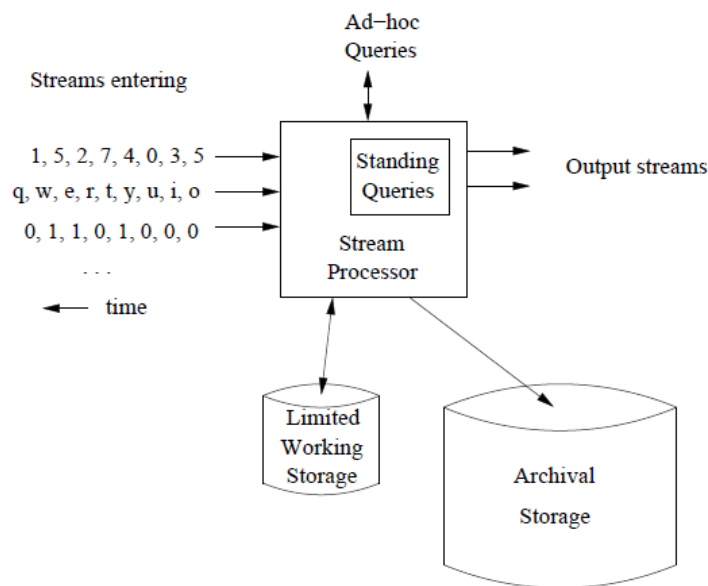 Ad-hoc
Queries
Streams entering
1, 5, 2, 7, 4, 0, 3, 5
q, w, e, r, t, y, u, i, o
0, 1, 1, 0, 1, 0, 0, 0
. . .
time
Standing
Queries
Stream
Processor
Output streams
Limited
Working
Storage
Archival
Storage